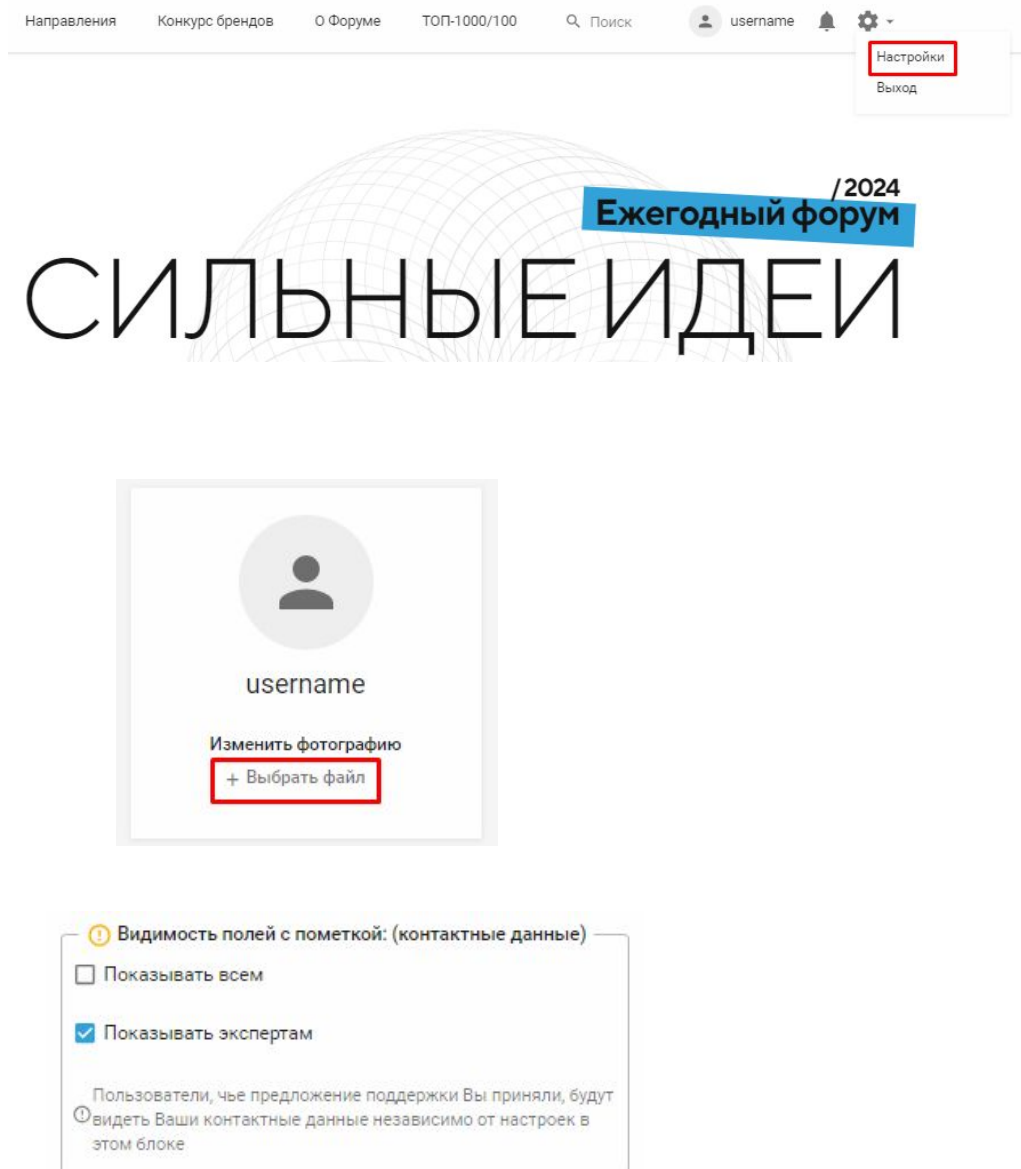 Направления Конкурс брендов О Форуме ТОП-1000/100 Поиск username
Настройки
Выход
/ 2024
Ежегодный форум
СИЛЬНЫЕ ИДЕИ
username
Изменить фотографию
+ Выбрать файл
Видимость полей с пометкой: (контактные данные)
Показывать всем
Показывать экспертам
Пользователи, чье предложение поддержки Вы приняли, будут
видеть Ваши контактные данные независимо от настроек в
этом блоке